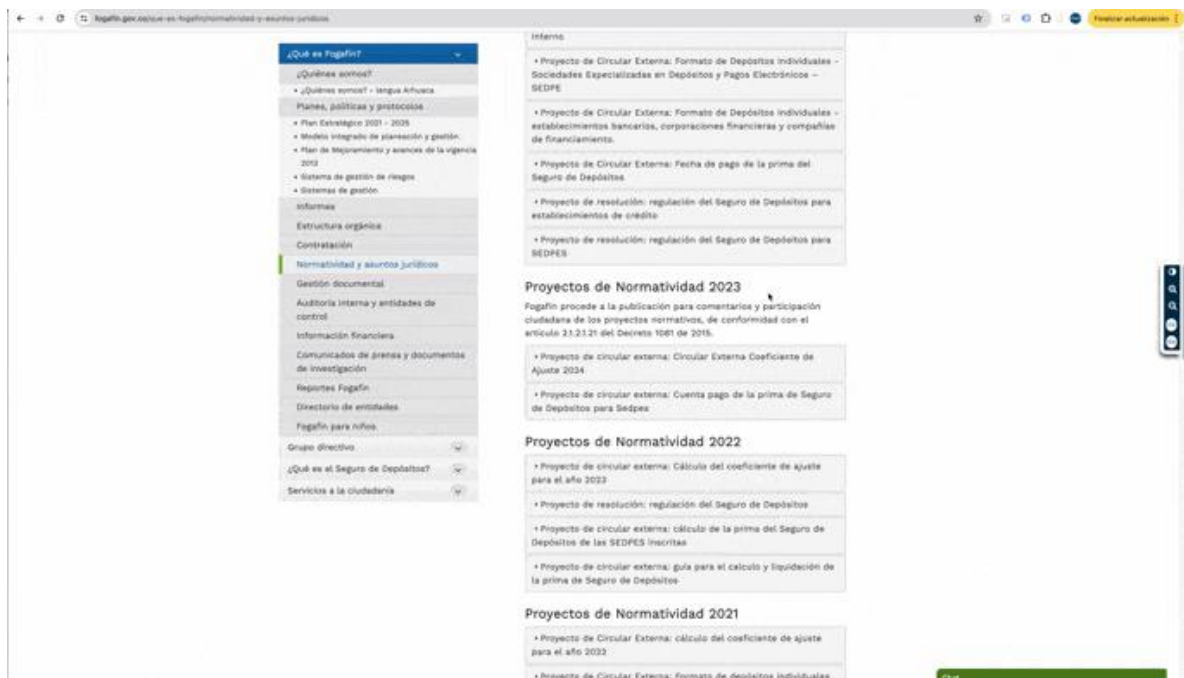 fogafin.gov.co/que-es-fogafin/normatividad-y-asuntos-juridicos
Finalizar actualización
¿Qué es Fogafín?
¿Quiénes somos?
• ¿Quiénes somos? - lengua Arhuaca
Planes, políticas y protocolos
• Plan Estratégico 2021 - 2025
• Modelo integrado de planeación y gestión.
• Plan de Mejoramiento y avances de la vigencia
2012
• Sistema de gestión de riesgos
• Sistemas de gestión
Informes
Estructura orgánica
Contratación
Normatividad y asuntos jurídicos
Gestión documental
Auditoría interna y entidades de
control
Información financiera
Comunicados de prensa y documentos
de investigación
Reportes Fogafín
Directorio de entidades
Fogafín para niños
Grupo directivo
¿Qué es el Seguro de Depósitos?
Servicios a la ciudadanía
Interno
• Proyecto de Circular Externa: Formato de Depósitos Individuales -
Sociedades Especializadas en Depósitos y Pagos Electrónicos –
SEDPE
• Proyecto de Circular Externa: Formato de Depósitos Individuales -
establecimientos bancarios, corporaciones financieras y compañías
de financiamiento.
• Proyecto de Circular Externa: Fecha de pago de la prima del
Seguro de Depósitos
• Proyecto de resolución: regulación del Seguro de Depósitos para
establecimientos de crédito
• Proyecto de resolución: regulación del Seguro de Depósitos para
SEDPES
Proyectos de Normatividad 2023
Fogafín procede a la publicación para comentarios y participación
ciudadana de los proyectos normativos, de conformidad con el
artículo 2.1.2.1.21 del Decreto 1081 de 2015.
• Proyecto de circular externa: Circular Externa Coeficiente de
Ajuste 2024
• Proyecto de circular externa: Cuenta pago de la prima de Seguro
de Depósitos para Sedpes
Proyectos de Normatividad 2022
• Proyecto de circular externa: Cálculo del coeficiente de ajuste
para el año 2023
• Proyecto de resolución: regulación del Seguro de Depósitos
• Proyecto de circular externa: cálculo de la prima del Seguro de
Depósitos de las SEDPES inscritas
• Proyecto de circular externa: guía para el calculo y liquidación de
la prima de Seguro de Depósitos
Proyectos de Normatividad 2021
• Proyecto de Circular Externa: cálculo del coeficiente de ajuste
para el año 2022
• Proyecto de Circular Externa: Formato de depósitos individuales
Chat